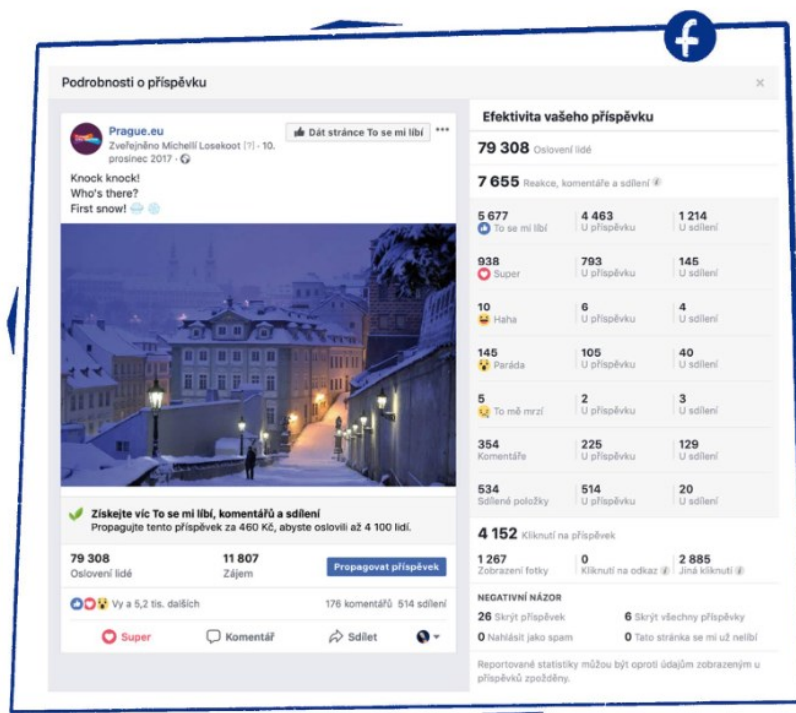 Podrobnosti o příspěvku
×
Prague.eu
Zveřejněno Michellí Losekoot [?] · 10.
prosinec 2017 ·
Dát stránce To se mi líbí
Knock knock!
Who's there?
First snow!
Získejte víc To se mi líbí, komentářů a sdílení
Propagujte tento příspěvek za 460 Kč, abyste oslovili až 4 100 lidí.
79 308 11 807
Oslovení lidé Zájem
Propagovat příspěvek
Vy a 5,2 tis. dalších 176 komentářů 514 sdílení
Super Komentář Sdílet
Efektivita vašeho příspěvku
79 308 Oslovení lidé
7 655 Reakce, komentáře a sdílení
5 677 4 463 1 214
To se mi líbí U příspěvku U sdílení
938 793 145
Super U příspěvku U sdílení
10 6 4
Haha U příspěvku U sdílení
145 105 40
Paráda U příspěvku U sdílení
5 2 3
To mě mrzí U příspěvku U sdílení
354 225 129
Komentáře U příspěvku U sdílení
534 514 20
Sdílené položky U příspěvku U sdílení
4 152 Kliknutí na příspěvek
1 267 0 2 885
Zobrazení fotky Kliknutí na odkaz Jiná kliknutí
NEGATIVNÍ NÁZOR
26 Skrýt příspěvek 6 Skrýt všechny příspěvky
0 Nahlásit jako spam 0 Tato stránka se mi už nelíbí
Reportované statistiky můžou být oproti údajům zobrazeným u
příspěvků zpožděny.